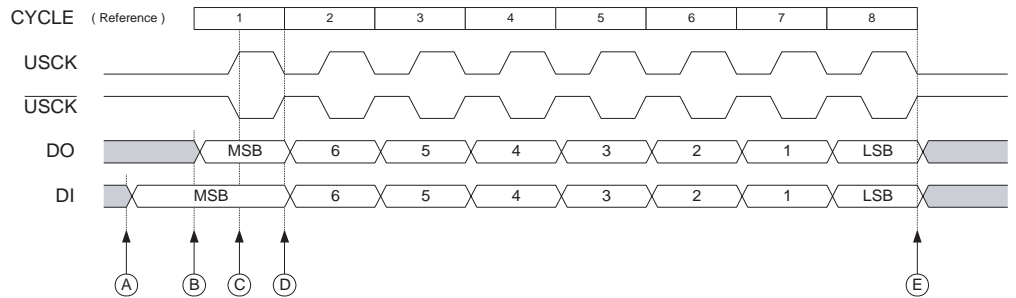 CYCLE ( Reference ) 1 2 3 4 5 6 7 8
USCK
USCK
DO MSB 6 5 4 3 2 1 LSB
DI MSB 6 5 4 3 2 1 LSB
A B C D E